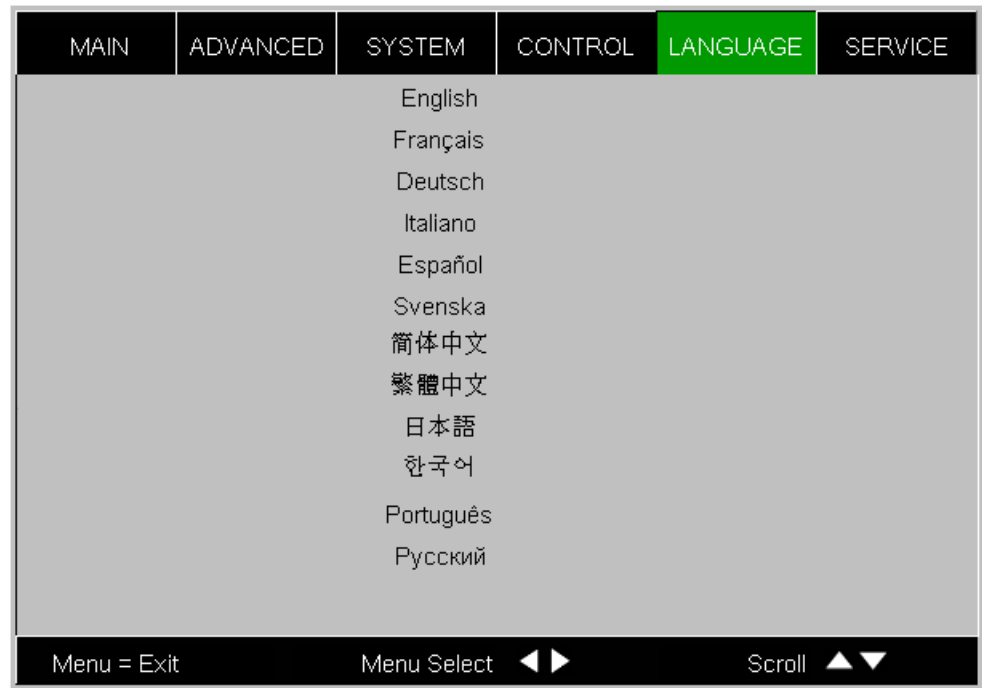 MAIN ADVANCED SYSTEM CONTROL LANGUAGE SERVICE
English
Français
Deutsch
Italiano
Español
Svenska
简体中文
繁體中文
日本語
한국어
Português
Русский
Menu = Exit Menu Select ◀▶ Scroll ▲▼